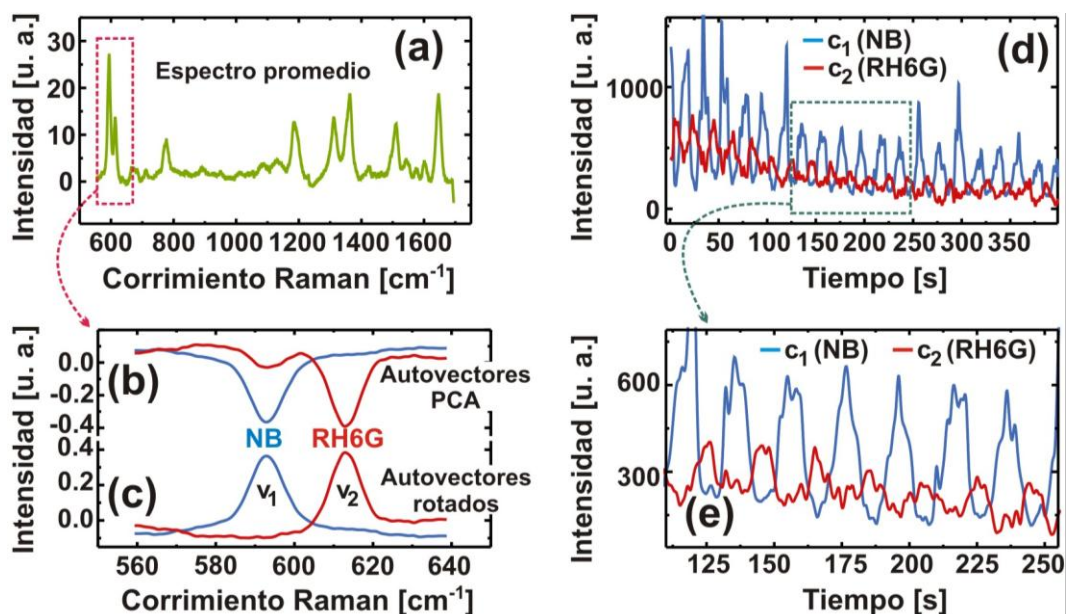 (a)
Espectro promedio
Intensidad [u. a.]
30
20
10
0
600 800 1000 1200 1400 1600
Corrimiento Raman [cm-1]
(b)
Autovectores
PCA
0.0
-0.2
-0.4
NB RH6G
(c)
Autovectores
rotados
v1 v2
0.4
0.2
0.0
Intensidad [u. a.]
560 580 600 620 640
Corrimiento Raman [cm-1]
(d)
c1 (NB)
c2 (RH6G)
Intensidad [u. a.]
1000
0
0 50 100 150 200 250 300 350
Tiempo [s]
(e)
c1 (NB) c2 (RH6G)
Intensidad [u. a.]
600
300
125 150 175 200 225 250
Tiempo [s]